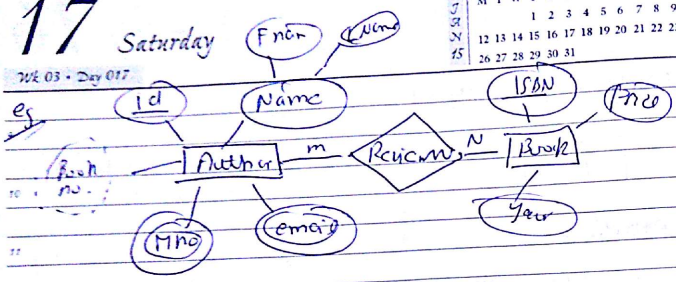 17 Saturday
Wk 03 • Day 017
J
A
N
15
1 2 3 4 5 6 7 8 9
12 13 14 15 16 17 18 19 20 21 22
26 27 28 29 30 31
Fnam
LName
eg
Id
Name
ISBN
Price
Book
no.
Author
m
N
Book
10
Mno
email
Year
11